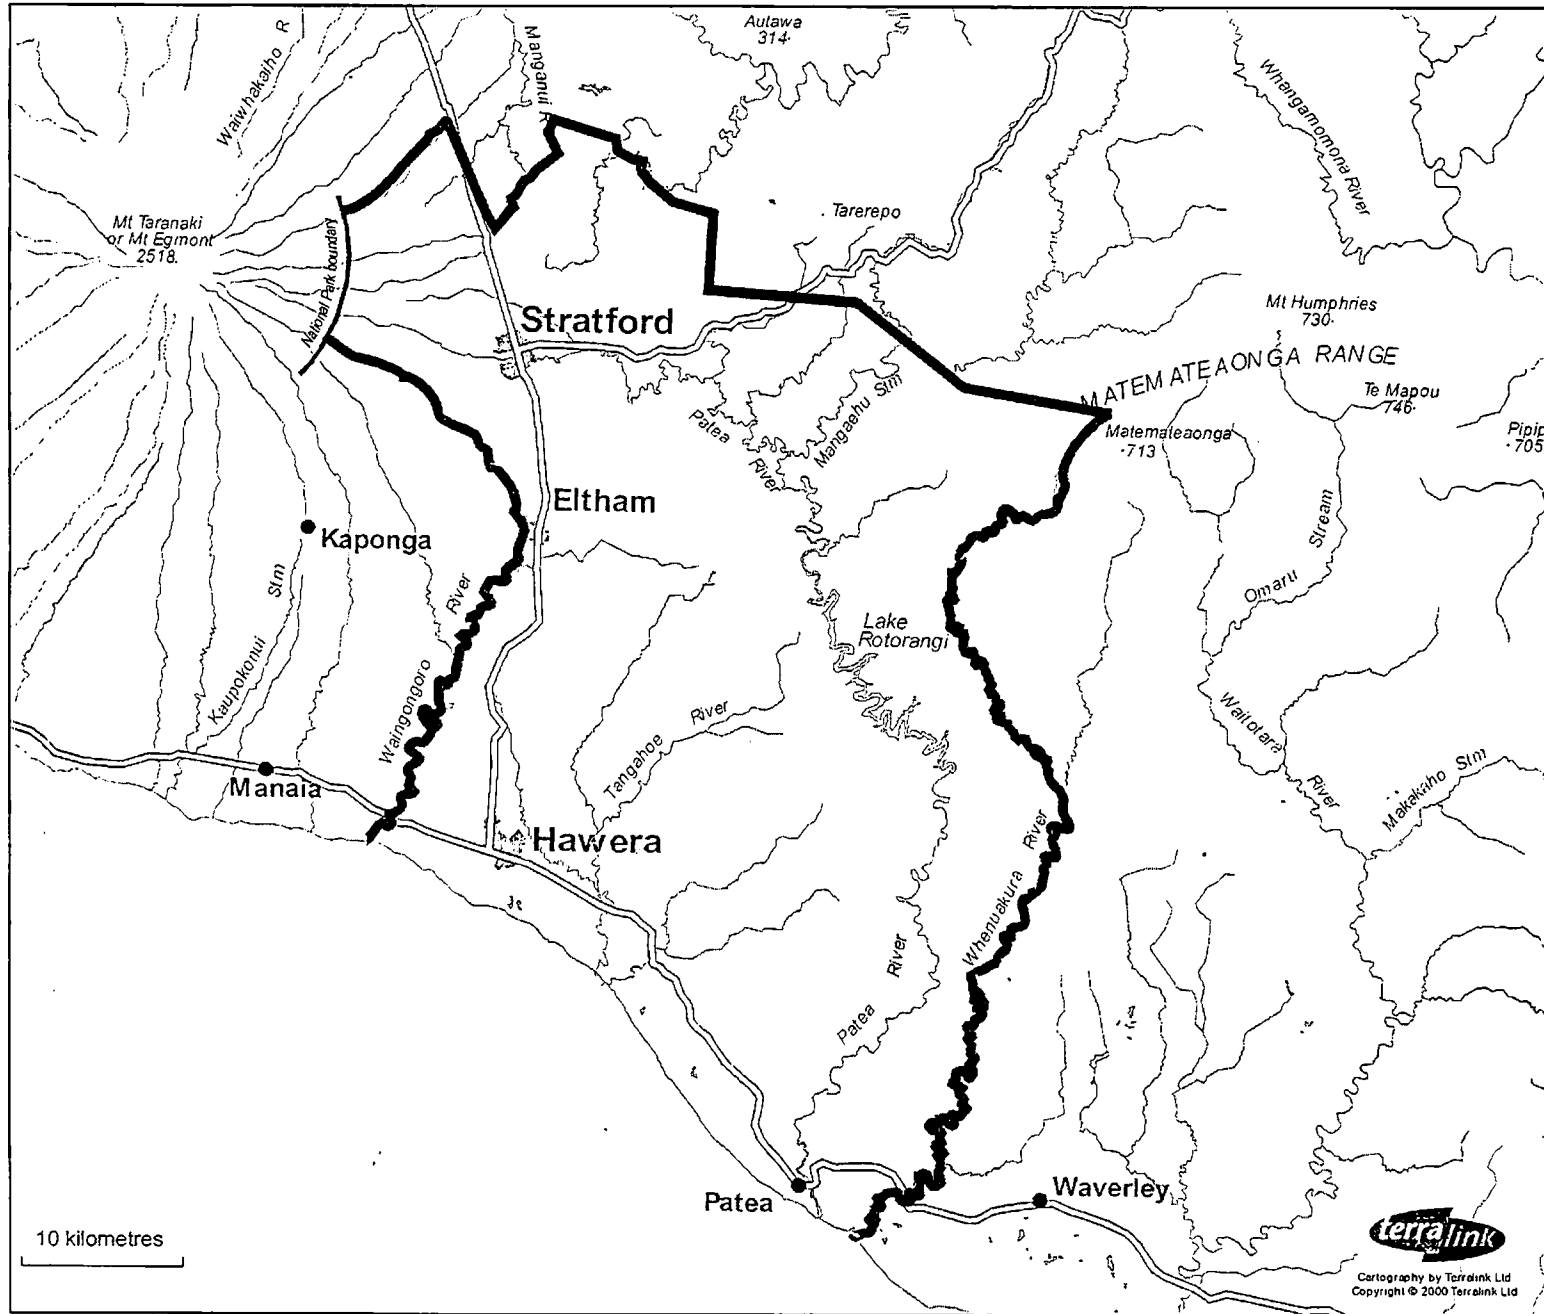 Autawa
314·
Waiwhakaiho R
Manganui R
Whangamomona River
Mt Taranaki
or Mt Egmont
2518.
National Park boundary
Tarerepo
Stratford
Mt Humphries
730·
MATEMATEAONGA RANGE
Te Mapou
746·
Patea
River
Mangaehu Stm
Matemateaonga
·713
Pipip
·705
Eltham
Kaponga
Stm
River
Omaru
Stream
Lake
Rotorangi
Kaupokonui
Waingongoro
River
Tangahoe
Waitotara
River
Makakaho Stm
Manaia
Hawera
River
Whenuakura
River
Patea
Patea
Waverley
10 kilometres
terralink
Cartography by Terralink Ltd
Copyright © 2000 Terralink Ltd